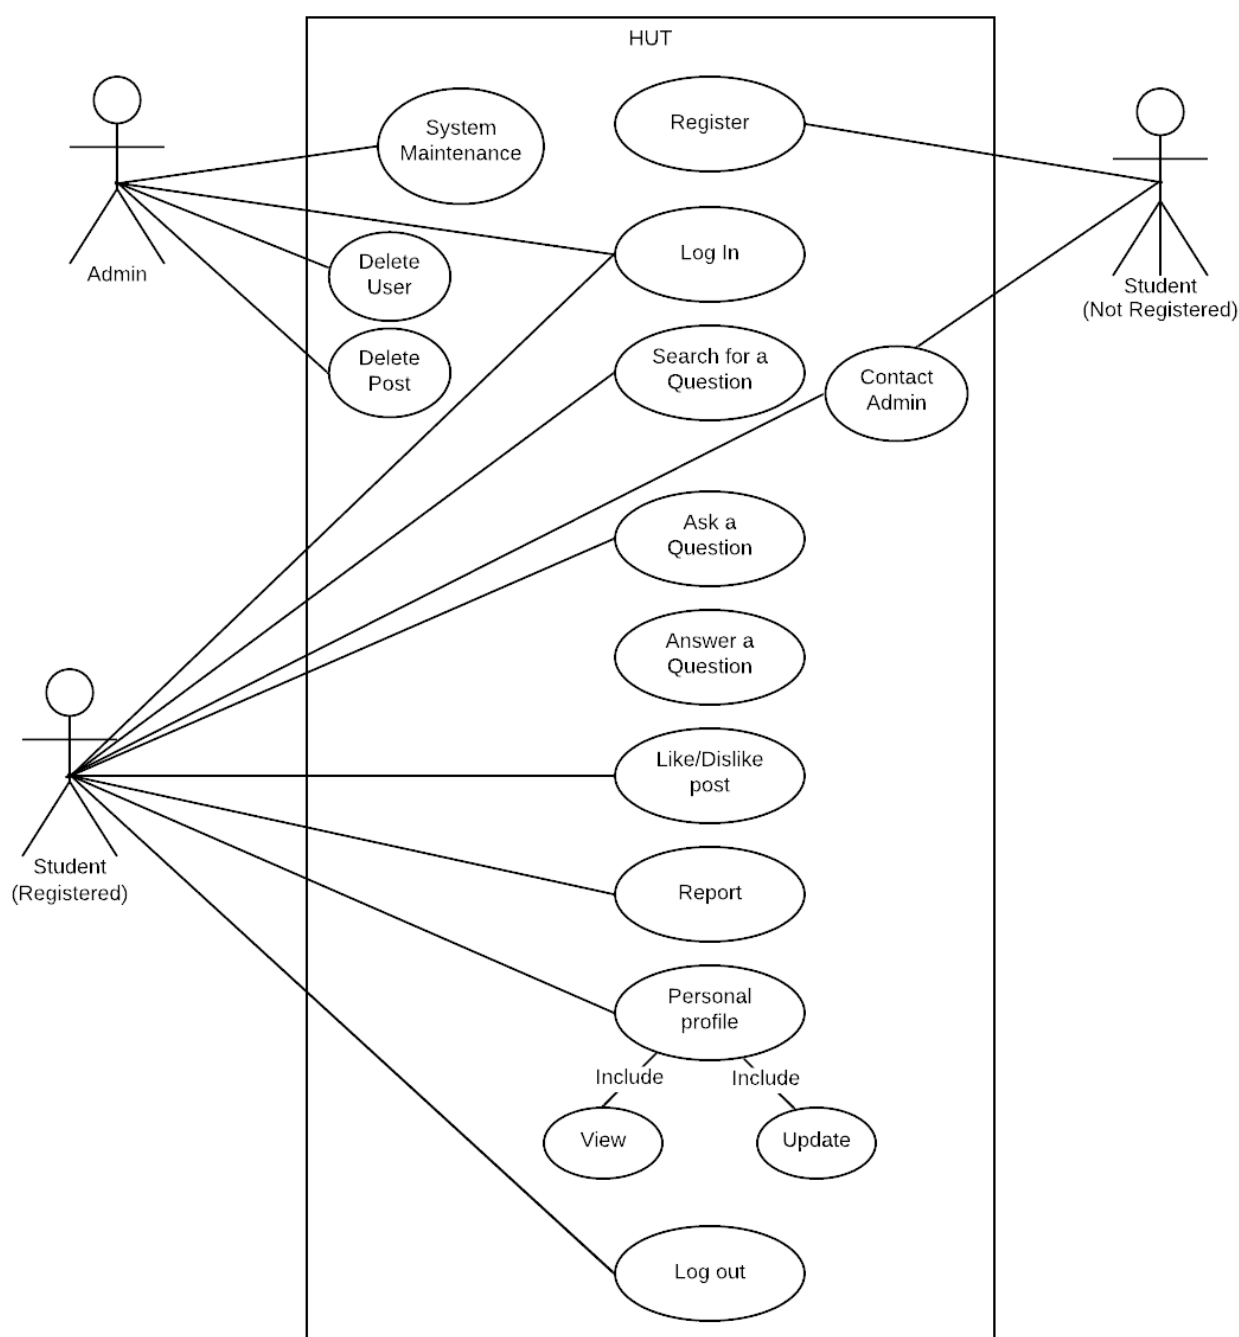 HUT
System
Maintenance
Register
Admin
Delete
User
Log In
Student
(Not Registered)
Delete
Post
Search for a
Question
Contact
Admin
Ask a
Question
Answer a
Question
Like/Dislike
post
Student
(Registered)
Report
Personal
profile
Include
Include
View
Update
Log out